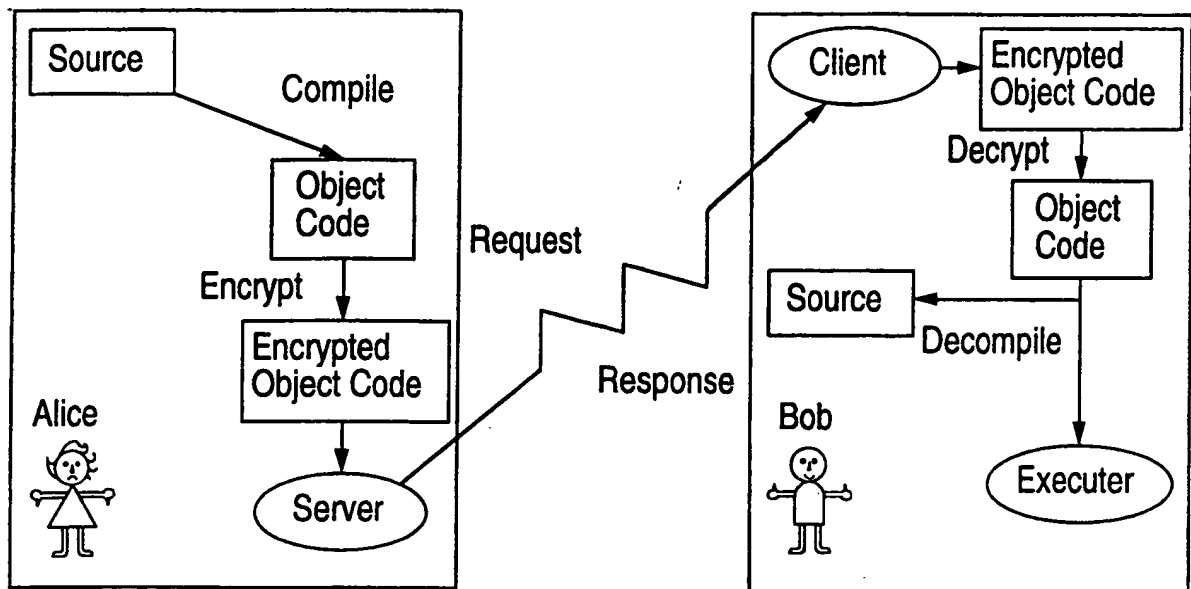 Source
Compile
Object
Code
Encrypt
Encrypted
Object Code
Alice
Server
Request
Response
Client
Encrypted
Object Code
Decrypt
Object
Code
Source
Decompile
Bob
Executer